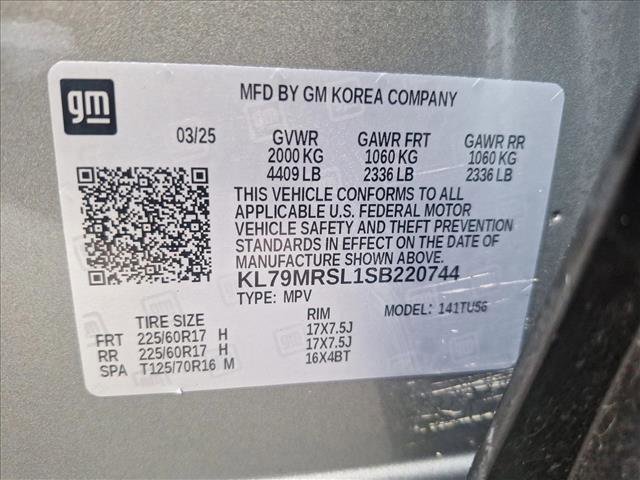 gm
MFD BY GM KOREA COMPANY
03/25 GVWR GAWR FRT GAWR RR
2000 KG 1060 KG 1060 KG
4409 LB 2336 LB 2336 LB
THIS VEHICLE CONFORMS TO ALL
APPLICABLE U.S. FEDERAL MOTOR
VEHICLE SAFETY AND THEFT PREVENTION
STANDARDS IN EFFECT ON THE DATE OF
MANUFACTURE SHOWN ABOVE.
KL79MRSL1SB220744
TYPE: MPV MODEL: 141TU56
TIRE SIZE RIM
FRT 225/60R17 H 17X7.5J
RR 225/60R17 H 17X7.5J
SPA T125/70R16 M 16X4BT